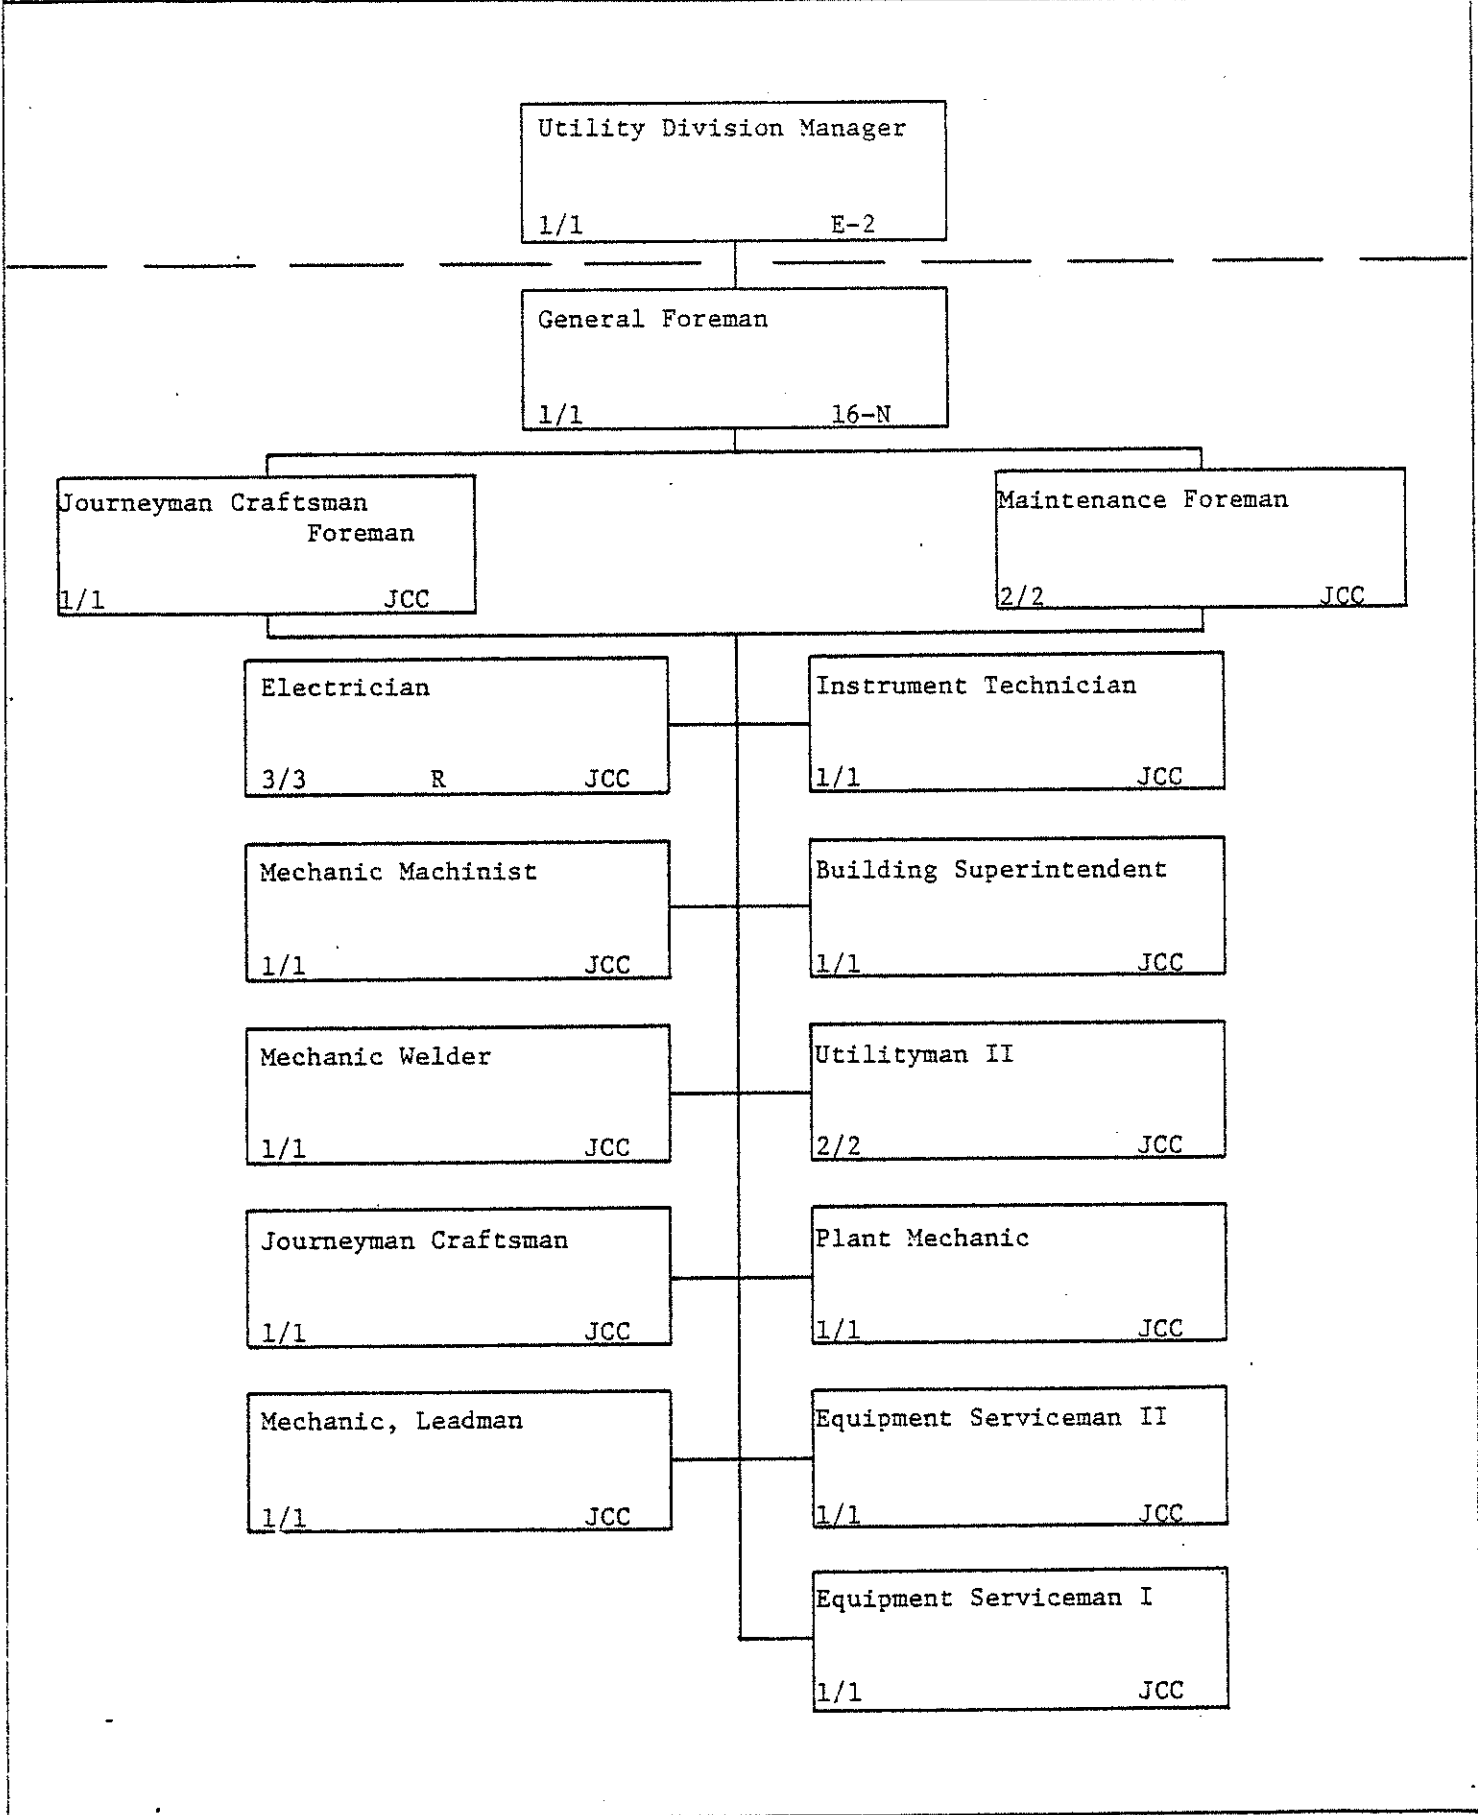 Utility Division Manager
1/1 E-2
General Foreman
1/1 16-N
Journeyman Craftsman
Foreman
1/1 JCC
Maintenance Foreman
2/2 JCC
Electrician
3/3 R JCC
Instrument Technician
1/1 JCC
Mechanic Machinist
1/1 JCC
Building Superintendent
1/1 JCC
Mechanic Welder
1/1 JCC
Utilityman II
2/2 JCC
Journeyman Craftsman
1/1 JCC
Plant Mechanic
1/1 JCC
Mechanic, Leadman
1/1 JCC
Equipment Serviceman II
1/1 JCC
Equipment Serviceman I
1/1 JCC